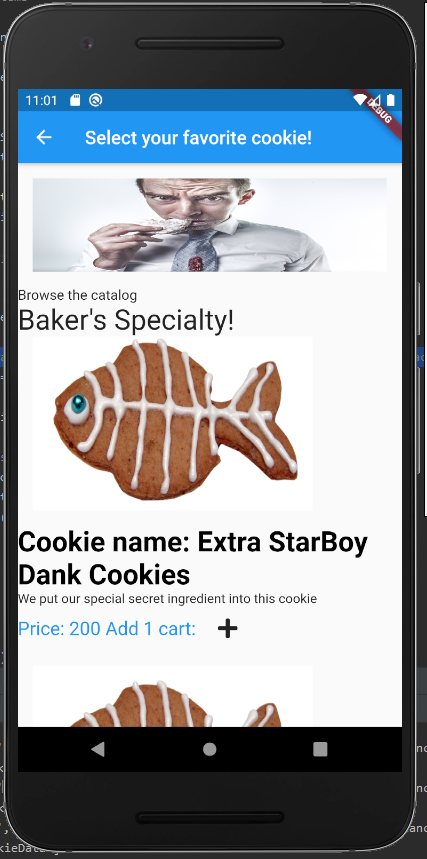 11:01
DEBUG
Select your favorite cookie!
Browse the catalog
Baker's Specialty!
Cookie name: Extra StarBoy
Dank Cookies
We put our special secret ingredient into this cookie
Price: 200 Add 1 cart:
kieDat